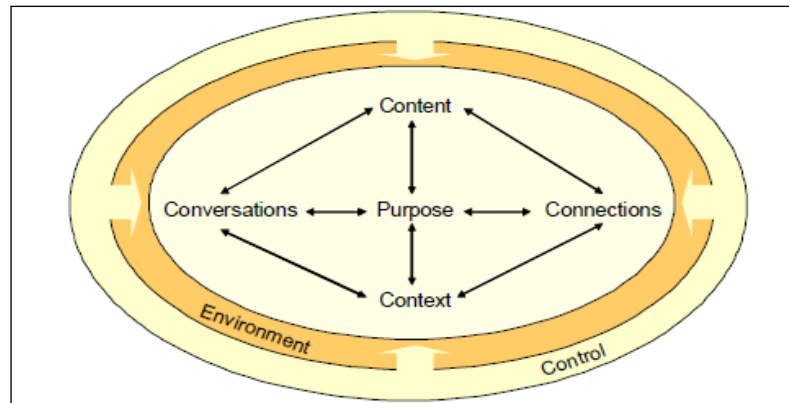 Content
Conversations
Purpose
Connections
Context
Environment
Control